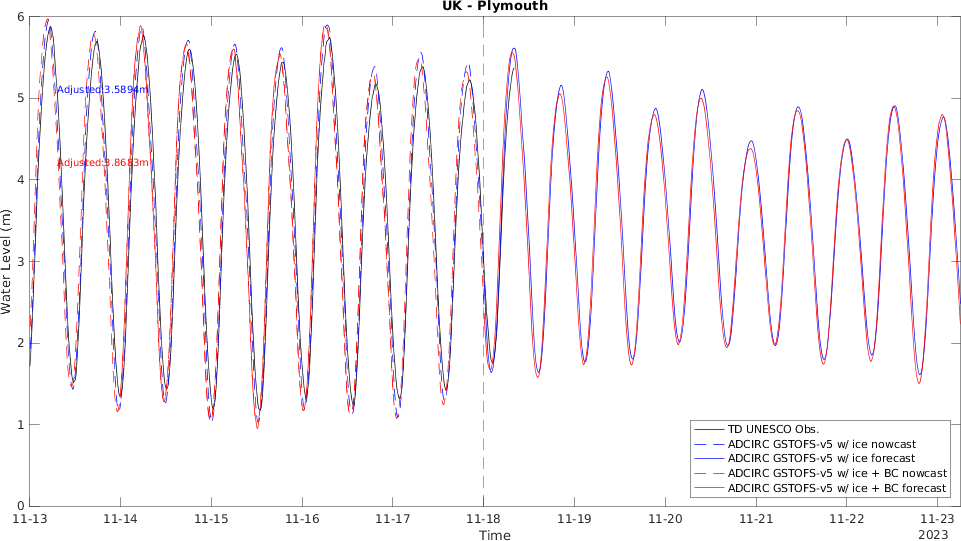 UK - Plymouth
6
5
4
3
2
1
0
Water Level (m)
Adjusted:3.5894m
Adjusted:3.8683m
TD UNESCO Obs.
ADCIRC GSTOFS-v5 w/ ice nowcast
ADCIRC GSTOFS-v5 w/ ice forecast
ADCIRC GSTOFS-v5 w/ ice + BC nowcast
ADCIRC GSTOFS-v5 w/ ice + BC forecast
11-13 11-14 11-15 11-16 11-17 11-18 11-19 11-20 11-21 11-22 11-23
Time
2023